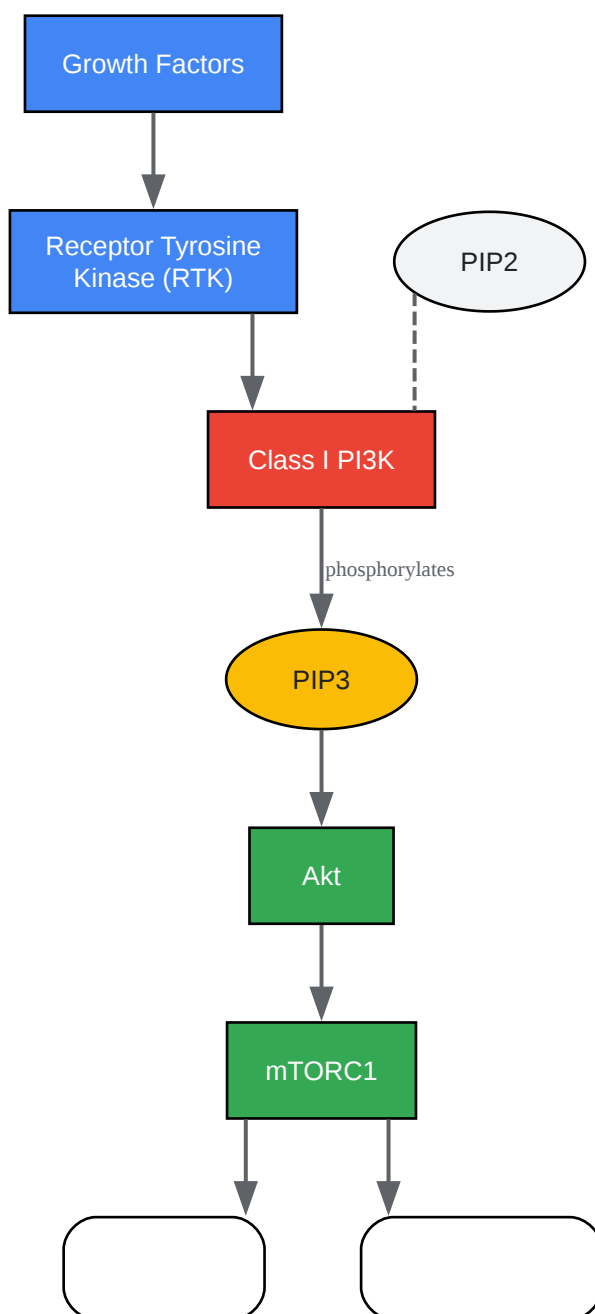 Growth Factors
Receptor Tyrosine
Kinase (RTK)
PIP2
Class I PI3K
phosphorylates
PIP3
Akt
mTORC1